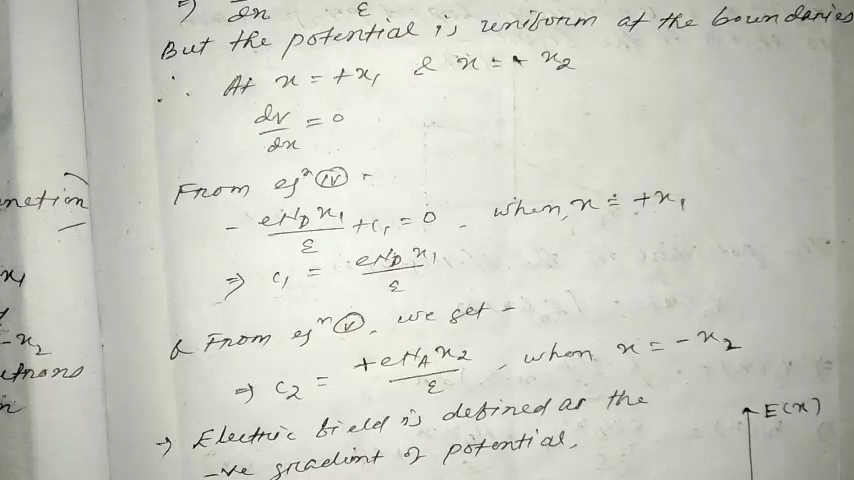 ⇒ dx ε
But the potential is uniform at the boundaries
∴ At x = +x₁ & x = - x₂
dv/dx = 0
From eqⁿ (IV) -
- eN_D x₁/ε + c₁ = 0 - when, x = +x₁
⇒ c₁ = eN_D x₁/ε
& From eqⁿ (V), we get -
⇒ c₂ = +eN_A x₂/ε, when x = -x₂
→ Electric field is defined as the
-ve gradient of potential,
E(x)
x₁
-x₂